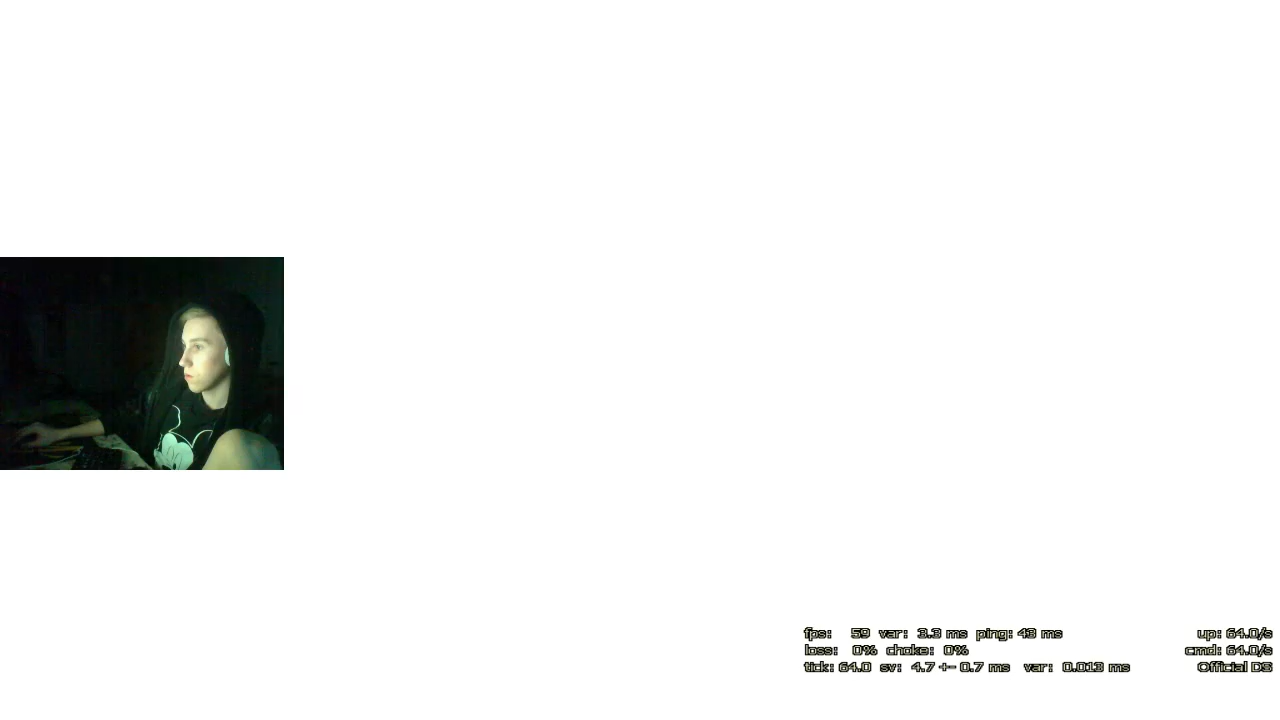 fps: 59 var: 3.3 ms ping: 43 ms up: 64.0/s
loss: 0% choke: 0% cmd: 64.0/s
tick: 64.0 sv: 4.7 +- 0.7 ms var: 0.013 ms Official DS